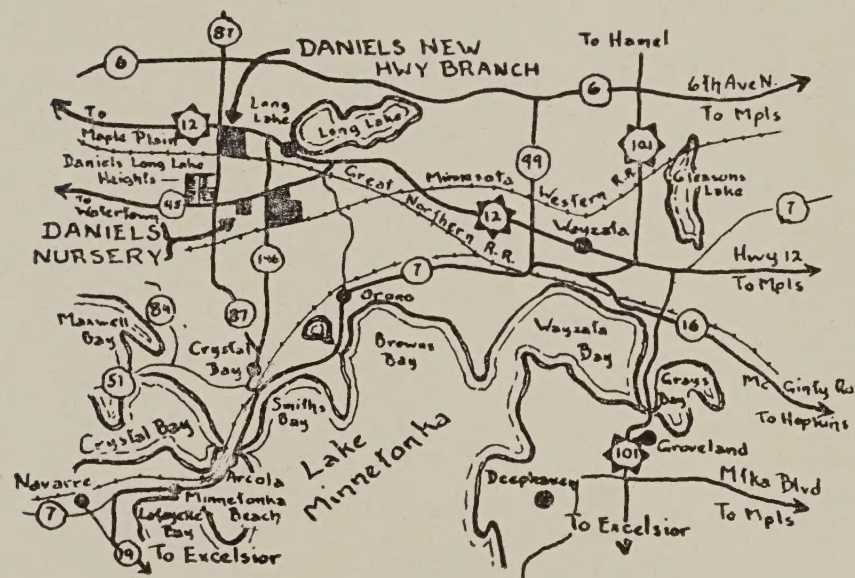 87
DANIELS NEW
HWY BRANCH
To Hamel
6
6
6th Ave N.
To Mpls
To
Maple Plain
12
Long
Lake
Long Lake
99
101
Daniels Long Lake
Heights
Great
Northern R.R.
Minnesota
Western R.R.
Gleasons
Lake
45
To
Watertown
12
Wayzata
7
DANIELS
NURSERY
146
7
Hwy 12
To Mpls
84
87
Orono
Maxwell
Bay
Crystal
Bay
Browns
Bay
Wayzata
Bay
16
51
Smiths
Bay
Grays
Bay
McGinty Rd
To Hopkins
Crystal Bay
Lake
Minnetonka
101
Groveland
Navarre
Arcola
Deephaven
Mtka Blvd
To Mpls
7
Minnetonka
Beach
Lafayette
Bay
19
To Excelsior
To Excelsior